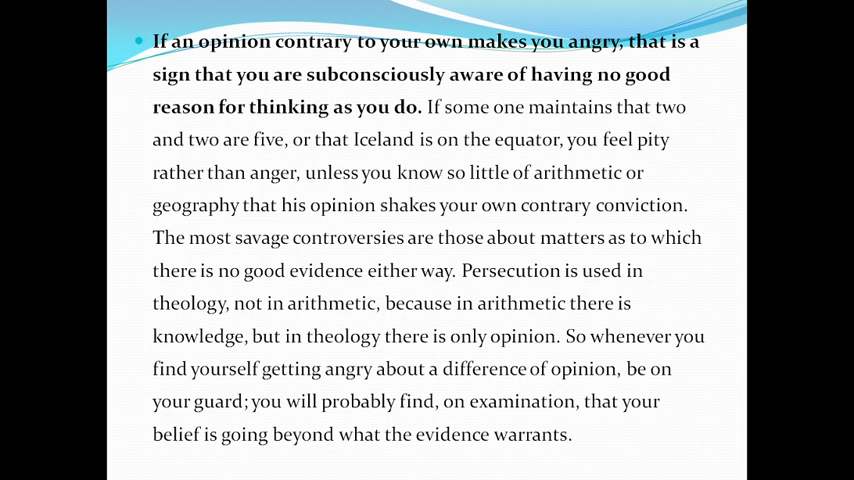 If an opinion contrary to your own makes you angry, that is a
sign that you are subconsciously aware of having no good
reason for thinking as you do. If some one maintains that two
and two are five, or that Iceland is on the equator, you feel pity
rather than anger, unless you know so little of arithmetic or
geography that his opinion shakes your own contrary conviction.
The most savage controversies are those about matters as to which
there is no good evidence either way. Persecution is used in
theology, not in arithmetic, because in arithmetic there is
knowledge, but in theology there is only opinion. So whenever you
find yourself getting angry about a difference of opinion, be on
your guard; you will probably find, on examination, that your
belief is going beyond what the evidence warrants.